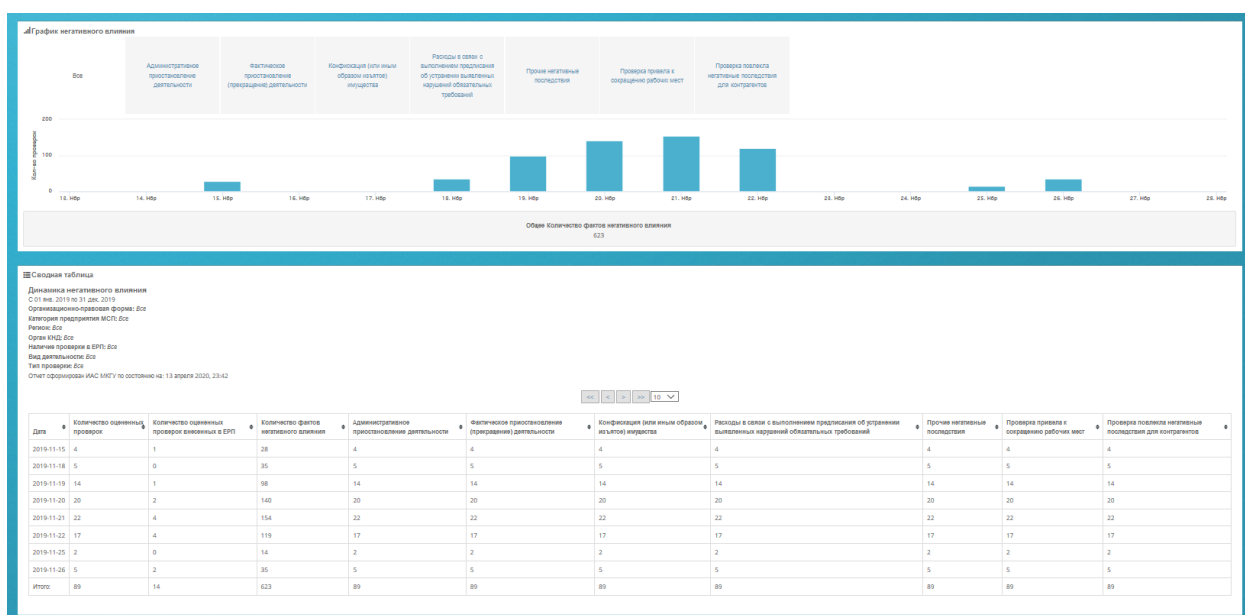 График негативного влияния
Все
Административное
приостановление
деятельности
Фактическое
приостановление
(прекращение) деятельности
Конфискация (или иным
образом изъятое)
имущества
Расходы в связи с
выполнением предписания
об устранении выявленных
нарушений обязательных
требований
Прочие негативные
последствия
Проверка привела к
сокращению рабочих мест
Проверка повлекла
негативные последствия
для контрагентов
Кол-во проверок
200
100
0
13. Нбр 14. Нбр 15. Нбр 16. Нбр 17. Нбр 18. Нбр 19. Нбр 20. Нбр 21. Нбр 22. Нбр 23. Нбр 24. Нбр 25. Нбр 26. Нбр 27. Нбр 28. Нбр
Общее Количество фактов негативного влияния
623
Сводная таблица
Динамика негативного влияния
С 01 янв. 2019 по 31 дек. 2019
Организационно-правовая форма: Все
Категория предприятия МСП: Все
Регион: Все
Орган КНД: Все
Наличие проверки в ЕРП: Все
Вид деятельности: Все
Тип проверки: Все
Отчет сформирован ИАС МКГУ по состоянию на: 13 апреля 2020, 23:42
<< < > >> 10
Дата
Количество оцененных
проверок
Количество оцененных
проверок внесенных в ЕРП
Количество фактов
негативного влияния
Административное
приостановление деятельности
Фактическое приостановление
(прекращение) деятельности
Конфискация (или иным образом
изъятое) имущества
Расходы в связи с выполнением предписания об устранении
выявленных нарушений обязательных требований
Прочие негативные
последствия
Проверка привела к
сокращению рабочих мест
Проверка повлекла негативные
последствия для контрагентов
2019-11-15 4 1 28 4 4 4 4 4 4 4
2019-11-18 5 0 35 5 5 5 5 5 5 5
2019-11-19 14 1 98 14 14 14 14 14 14 14
2019-11-20 20 2 140 20 20 20 20 20 20 20
2019-11-21 22 4 154 22 22 22 22 22 22 22
2019-11-22 17 4 119 17 17 17 17 17 17 17
2019-11-25 2 0 14 2 2 2 2 2 2 2
2019-11-26 5 2 35 5 5 5 5 5 5 5
Итого: 89 14 623 89 89 89 89 89 89 89